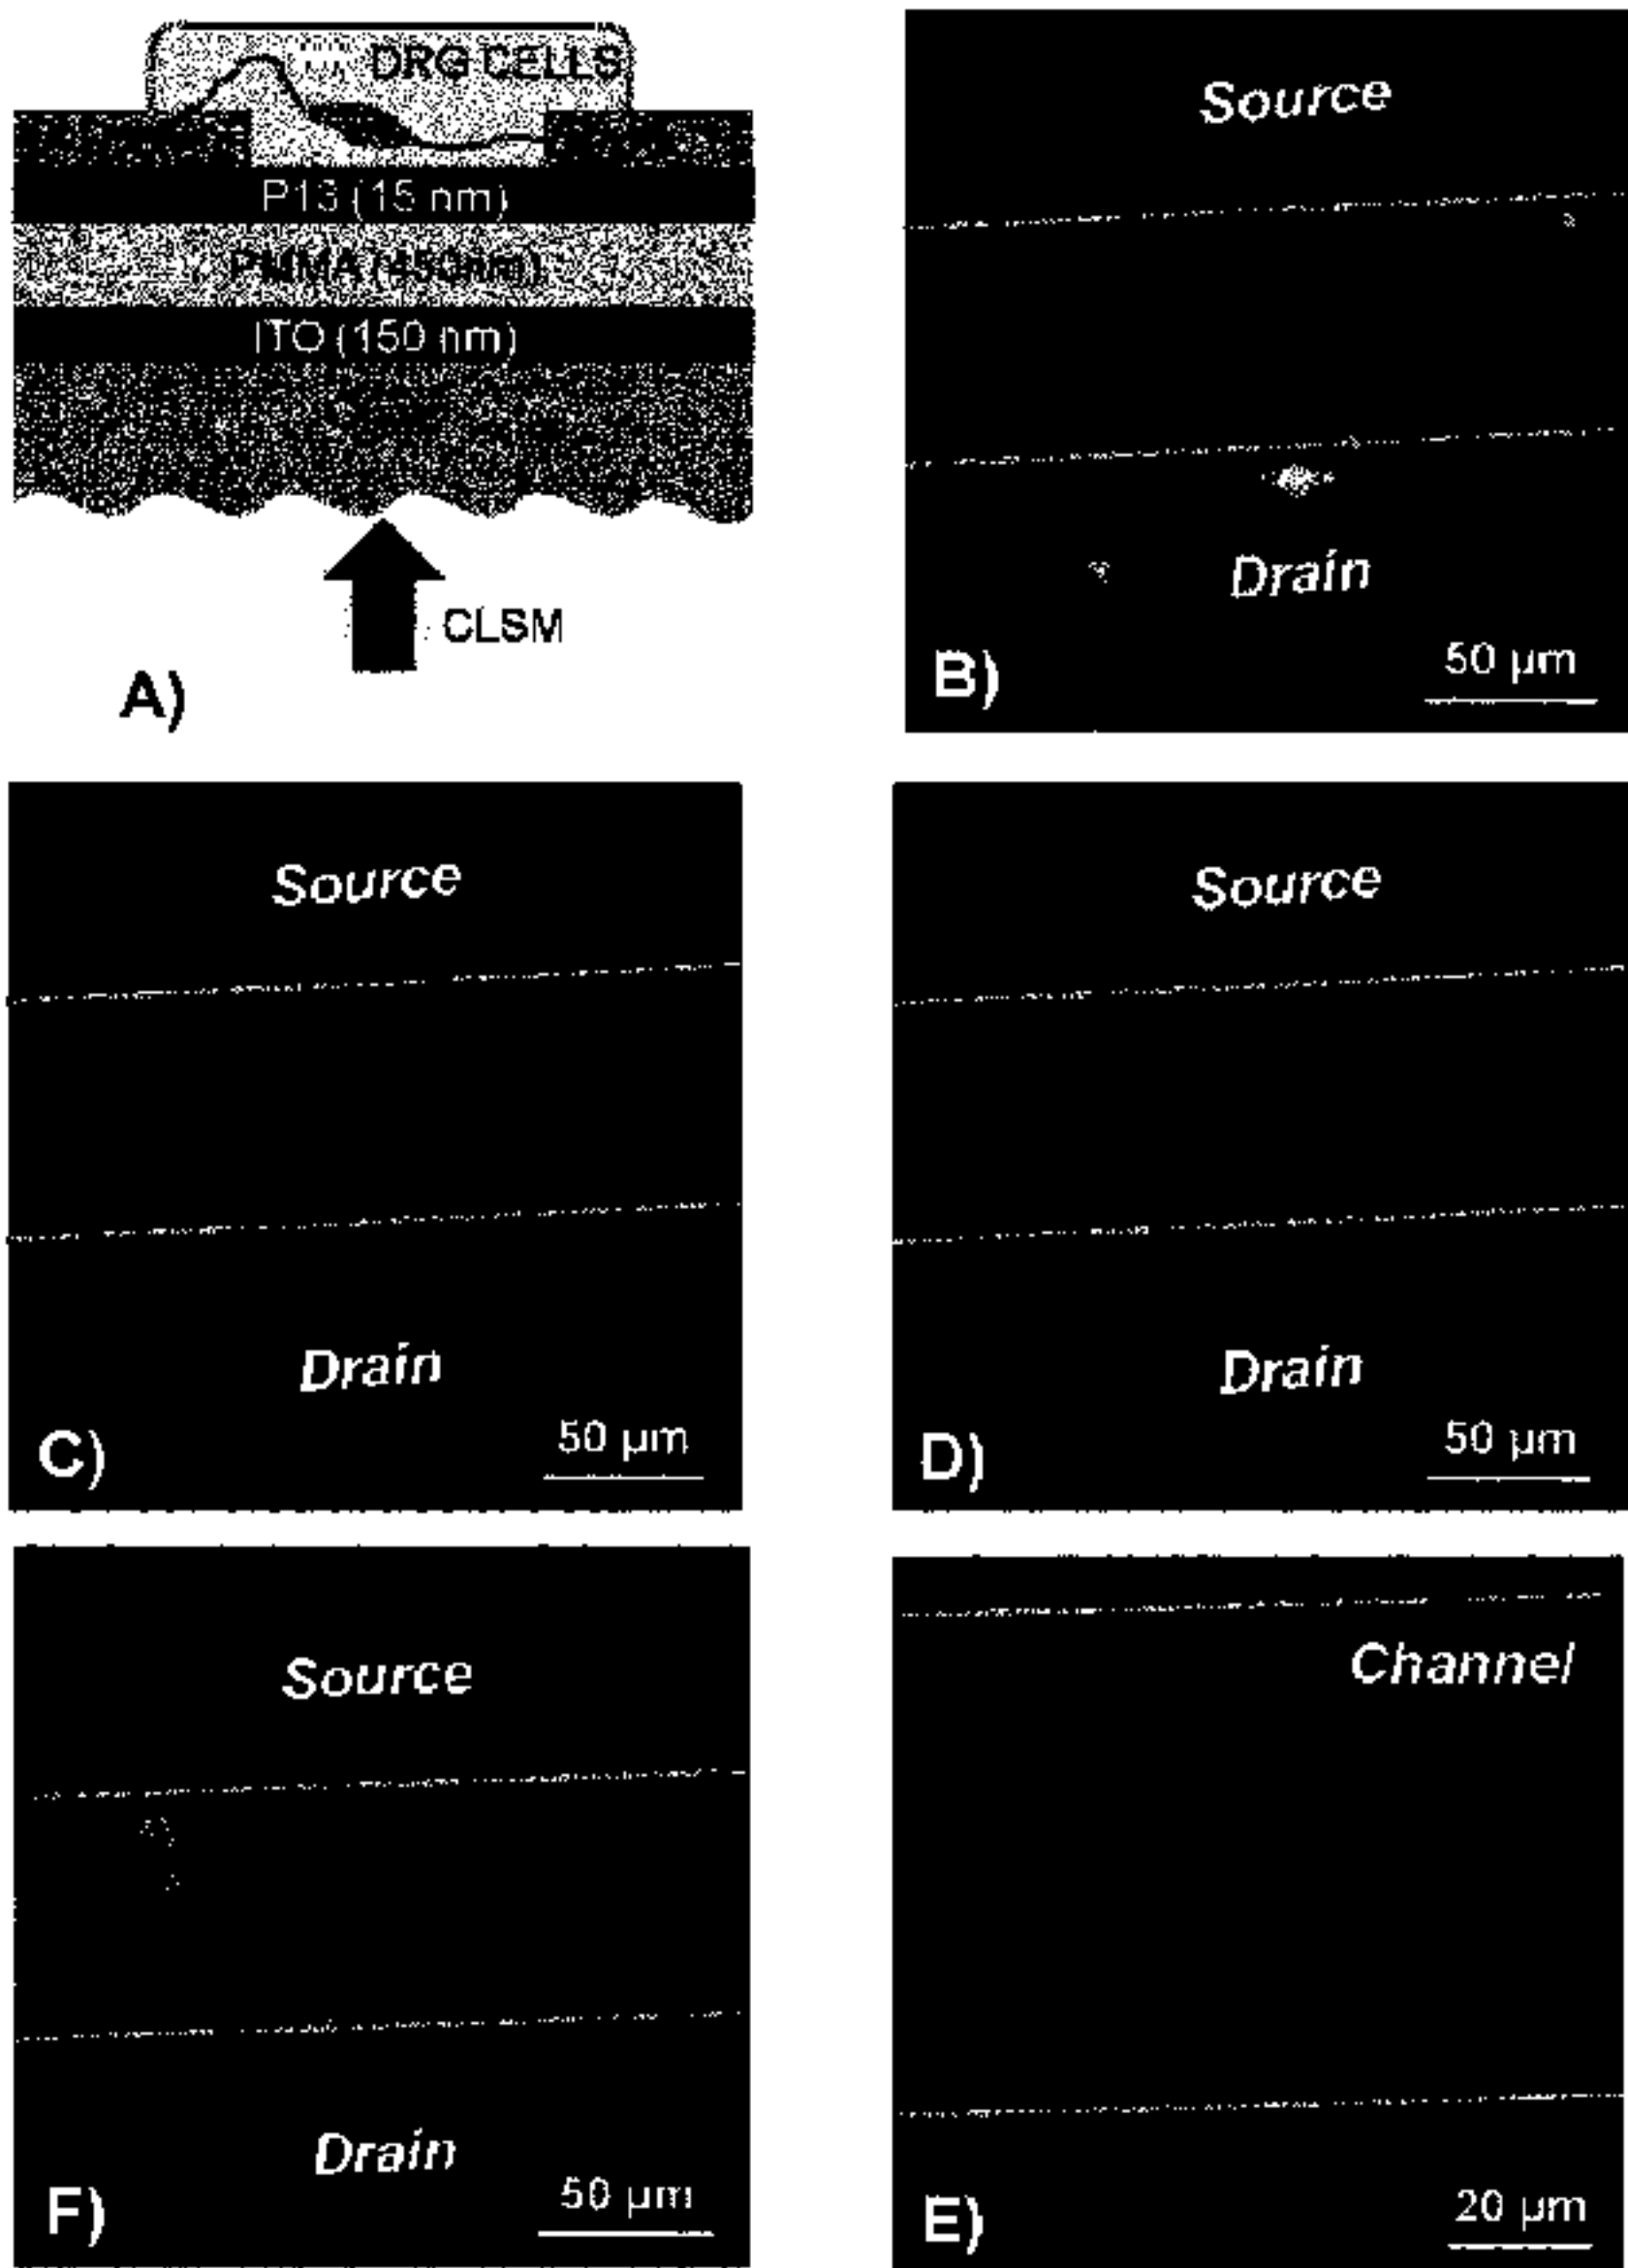 DRG CELLS
P13 (15 nm)
PMMA (450nm)
ITO (150 nm)
CLSM
A)
Source
Drain
B)
50 µm
Source
Drain
C)
50 µm
Source
Drain
D)
50 µm
Source
Drain
F)
50 µm
Channel
E)
20 µm